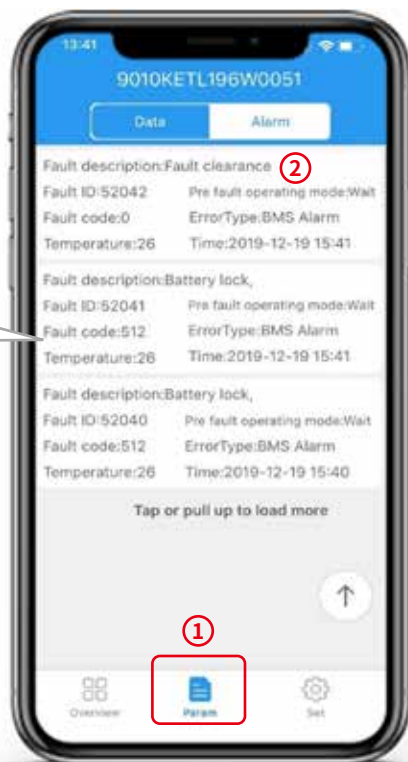 13:41
9010KETL196W0051
Data Alarm
Fault description:Fault clearance ②
Fault ID:52042 Pre fault operating mode:Wait
Fault code:0 ErrorType:BMS Alarm
Temperature:26 Time:2019-12-19 15:41
Fault description:Battery lock,
Fault ID:52041 Pre fault operating mode:Wait
Fault code:512 ErrorType:BMS Alarm
Temperature:26 Time:2019-12-19 15:41
Fault description:Battery lock,
Fault ID:52040 Pre fault operating mode:Wait
Fault code:512 ErrorType:BMS Alarm
Temperature:26 Time:2019-12-19 15:40
Tap or pull up to load more
①
Overview Param Set